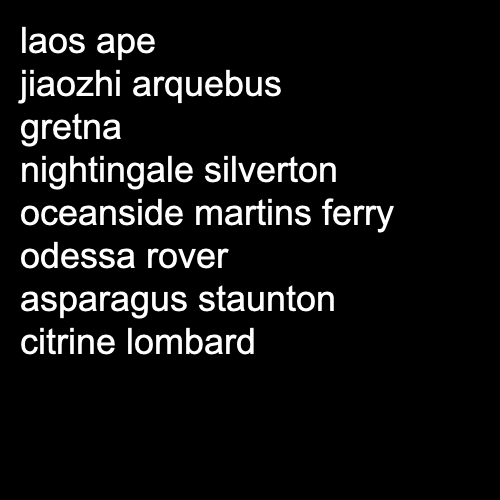 laos ape
jiaozhi arquebus
gretna
nightingale silverton
oceanside martins ferry
odessa rover
asparagus staunton
citrine lombard